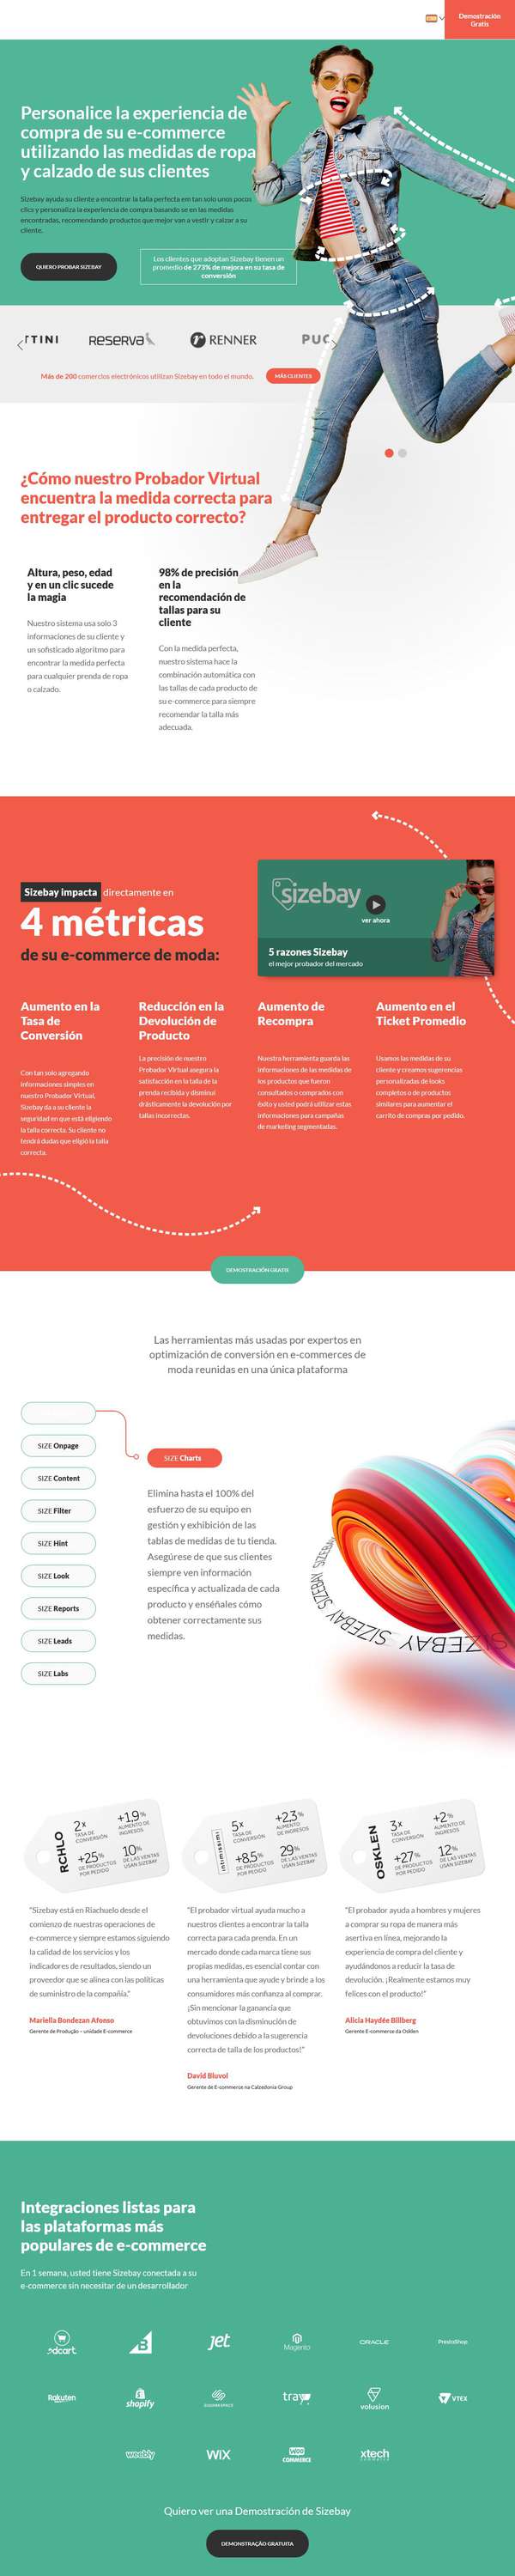 Demostración
Gratis
Personalice la experiencia de
compra de su e-commerce
utilizando las medidas de ropa
y calzado de sus clientes
Sizebay ayuda su cliente a encontrar la talla perfecta em tan solo unos pocos
clics y personaliza la experiencia de compra basando se en las medidas
encontradas, recomendando productos que mejor van a vestir y calzar a su
cliente.
QUIERO PROBAR SIZEBAY
Los clientes que adoptan Sizebay tienen un
promedio de 273% de mejora en su tasa de
conversión
TINI
RESERVA
RENNER
PUC
Más de 200 comercios electrónicos utilizan Sizebay en todo el mundo.
MÁS CLIENTES
¿Cómo nuestro Probador Virtual
encuentra la medida correcta para
entregar el producto correcto?
Altura, peso, edad
y en un clic sucede
la magia
Nuestro sistema usa solo 3
informaciones de su cliente y
un sofisticado algoritmo para
encontrar la medida perfecta
para cualquier prenda de ropa
o calzado.
98% de precisión
en la
recomendación de
tallas para su
cliente
Con la medida perfecta,
nuestro sistema hace la
combinación automática con
las tallas de cada producto de
su e-commerce para siempre
recomendar la talla más
adecuada.
Sizebay impacta directamente en
4 métricas
de su e-commerce de moda:
sizebay
ver ahora
5 razones Sizebay
el mejor probador del mercado
Aumento en la
Tasa de
Conversión
Con tan solo agregando
informaciones simples en
nuestro Probador Virtual,
Sizebay da a su cliente la
seguridad en que está eligiendo
la talla correcta. Su cliente no
tendrá dudas que eligió la talla
correcta.
Reducción en la
Devolución de
Producto
La precisión de nuestro
Probador Virtual asegura la
satisfacción en la talla de la
prenda recibida y disminuí
drásticamente la devolución por
tallas incorrectas.
Aumento de
Recompra
Nuestra herramienta guarda las
informaciones de las medidas de
los productos que fueron
consultados o comprados con
éxito y usted podrá utilizar estas
informaciones para campañas
de marketing segmentadas.
Aumento en el
Ticket Promedio
Usamos las medidas de su
cliente y creamos sugerencias
personalizadas de looks
completos o de productos
similares para aumentar el
carrito de compras por pedido.
DEMOSTRACIÓN GRATIS
Las herramientas más usadas por expertos en
optimización de conversión en e-commerces de
moda reunidas en una única plataforma
SIZE Onpage
SIZE Content
SIZE Filter
SIZE Hint
SIZE Look
SIZE Reports
SIZE Leads
SIZE Labs
SIZE Charts
Elimina hasta el 100% del
esfuerzo de su equipo en
gestión y exhibición de las
tablas de medidas de tu tienda.
Asegúrese de que sus clientes
siempre ven información
específica y actualizada de cada
producto y enséñales cómo
obtener correctamente sus
medidas.
SIZEBAY SIZEBAY SIZEBAY SIZEBAY SIZEBAY
RCHLO
2x
TASA DE
CONVERSIÓN
+1,9%
AUMENTO DE
INGRESOS
+25%
DE PRODUCTOS
POR PEDIDO
10%
DE LAS VENTAS
USAN SIZEBAY
"Sizebay está en Riachuelo desde el
comienzo de nuestras operaciones de
e-commerce y siempre estamos siguiendo
la calidad de los servicios y los
indicadores de resultados, siendo un
proveedor que se alinea con las políticas
de suministro de la compañía."
Mariella Bondezan Afonso
Gerente de Produção – unidade E-commerce
intimissimi
5x
TASA DE
CONVERSIÓN
+2,3%
AUMENTO
DE INGRESOS
+8,5%
DE PRODUCTOS
POR PEDIDO
29%
DE LAS VENTAS
USAN SIZEBAY
"El probador virtual ayuda mucho a
nuestros clientes a encontrar la talla
correcta para cada prenda. En un
mercado donde cada marca tiene sus
propias medidas, es esencial contar con
una herramienta que ayude y brinde a los
consumidores más confianza al comprar.
¡Sin mencionar la ganancia que
obtuvimos con la disminución de
devoluciones debido a la sugerencia
correcta de talla de los productos!"
David Bluvol
Gerente de E-commerce na Calzedonia Group
OSKLEN
3x
TASA DE
CONVERSIÓN
+2%
AUMENTO DE
INGRESOS
+27%
DE PRODUCTOS
POR PEDIDO
12%
DE LAS VENTAS
USAN SIZEBAY
"El probador ayuda a hombres y mujeres
a comprar su ropa de manera más
asertiva en línea, mejorando la
experiencia de compra del cliente y
ayudándonos a reducir la tasa de
devolución. ¡Realmente estamos muy
felices con el producto!"
Alicia Haydée Billberg
Gerente E-commerce da Osklen
Integraciones listas para
las plataformas más
populares de e-commerce
En 1 semana, usted tiene Sizebay conectada a su
e-commerce sin necesitar de un desarrollador
3dcart
B
jet
Magento
ORACLE
PrestaShop
Rakuten
shopify
SQUARESPACE
tray
volusion
VTEX
weebly
WiX
WOO
COMMERCE
xtech
Quiero ver una Demostración de Sizebay
DEMONSTRAÇÃO GRATUITA